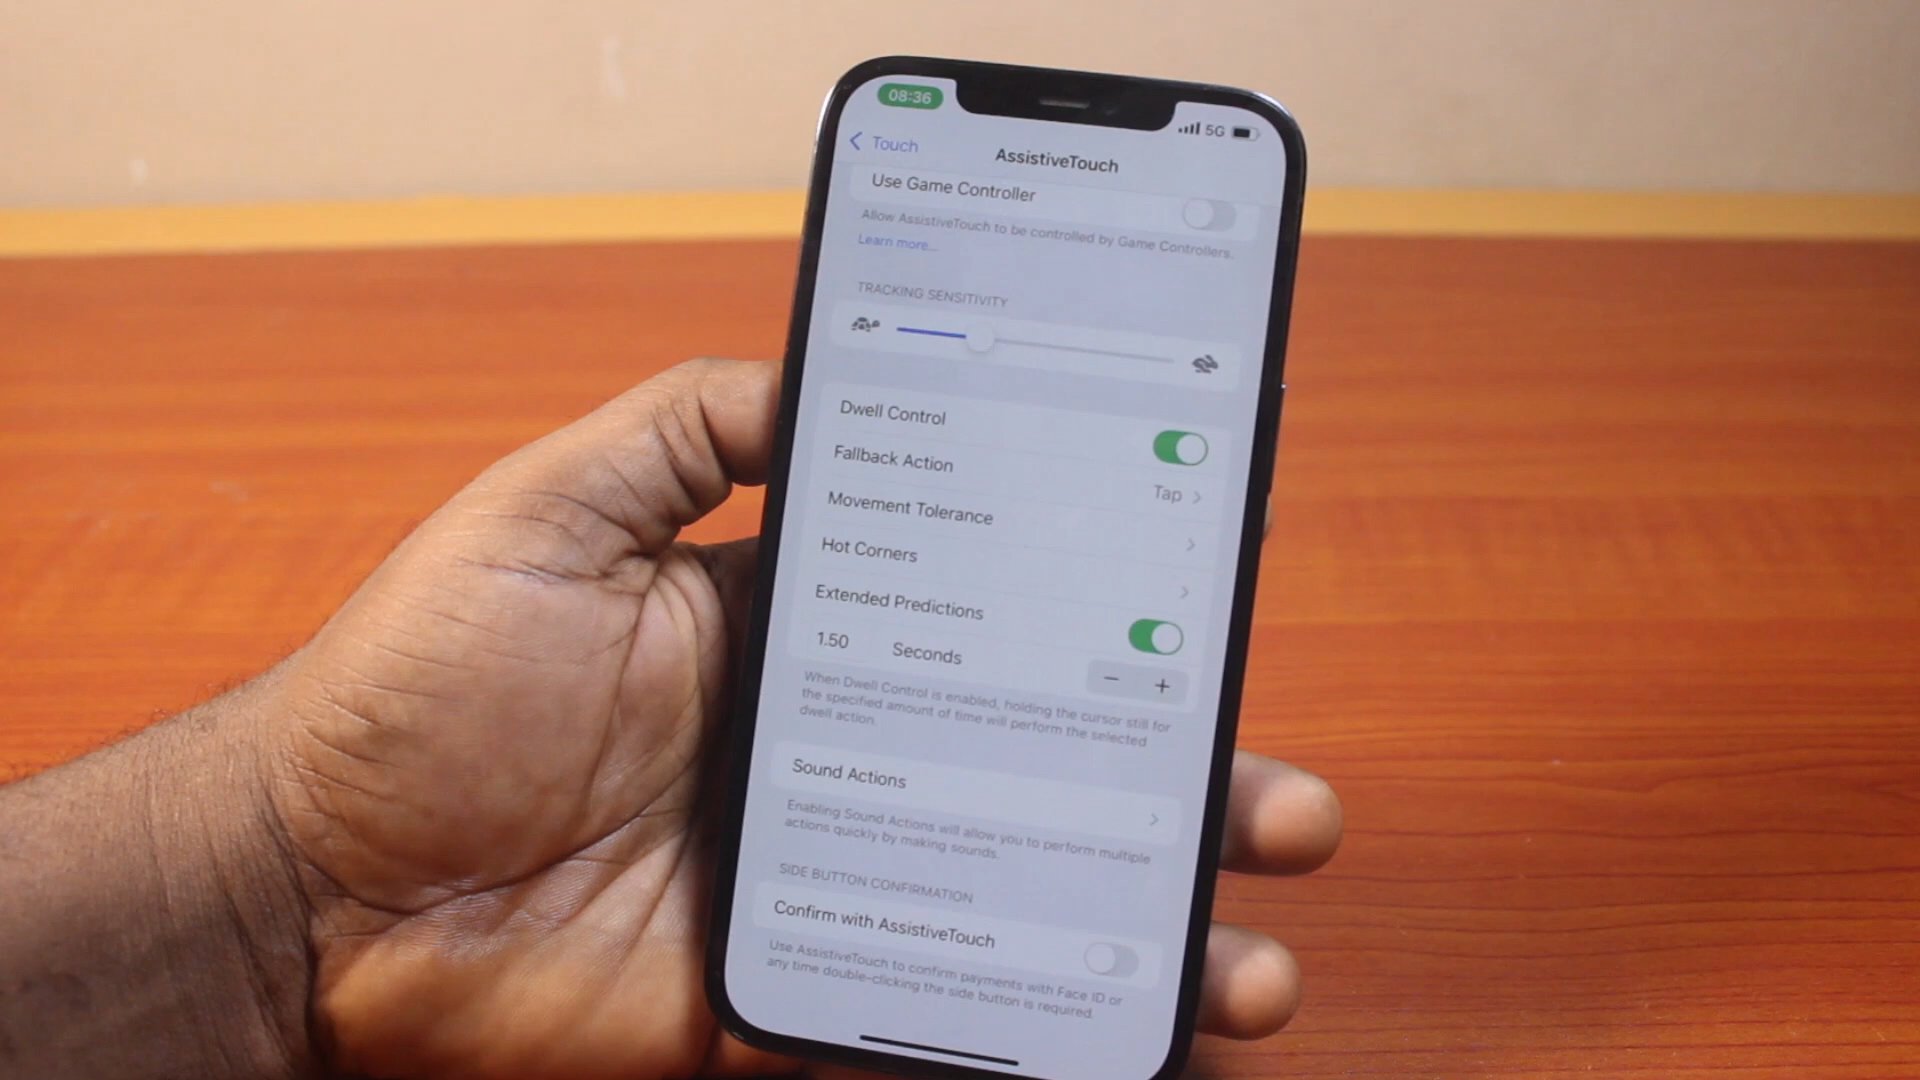 08:36
5G
Touch
AssistiveTouch
Use Game Controller
Allow AssistiveTouch to be controlled by Game Controllers.
Learn more...
TRACKING SENSITIVITY
Dwell Control
Fallback Action
Tap
Movement Tolerance
Hot Corners
Extended Predictions
1.50 Seconds
− +
When Dwell Control is enabled, holding the cursor still for
the specified amount of time will perform the selected
dwell action.
Sound Actions
Enabling Sound Actions will allow you to perform multiple
actions quickly by making sounds.
SIDE BUTTON CONFIRMATION
Confirm with AssistiveTouch
Use AssistiveTouch to confirm payments with Face ID or
any time double-clicking the side button is required.